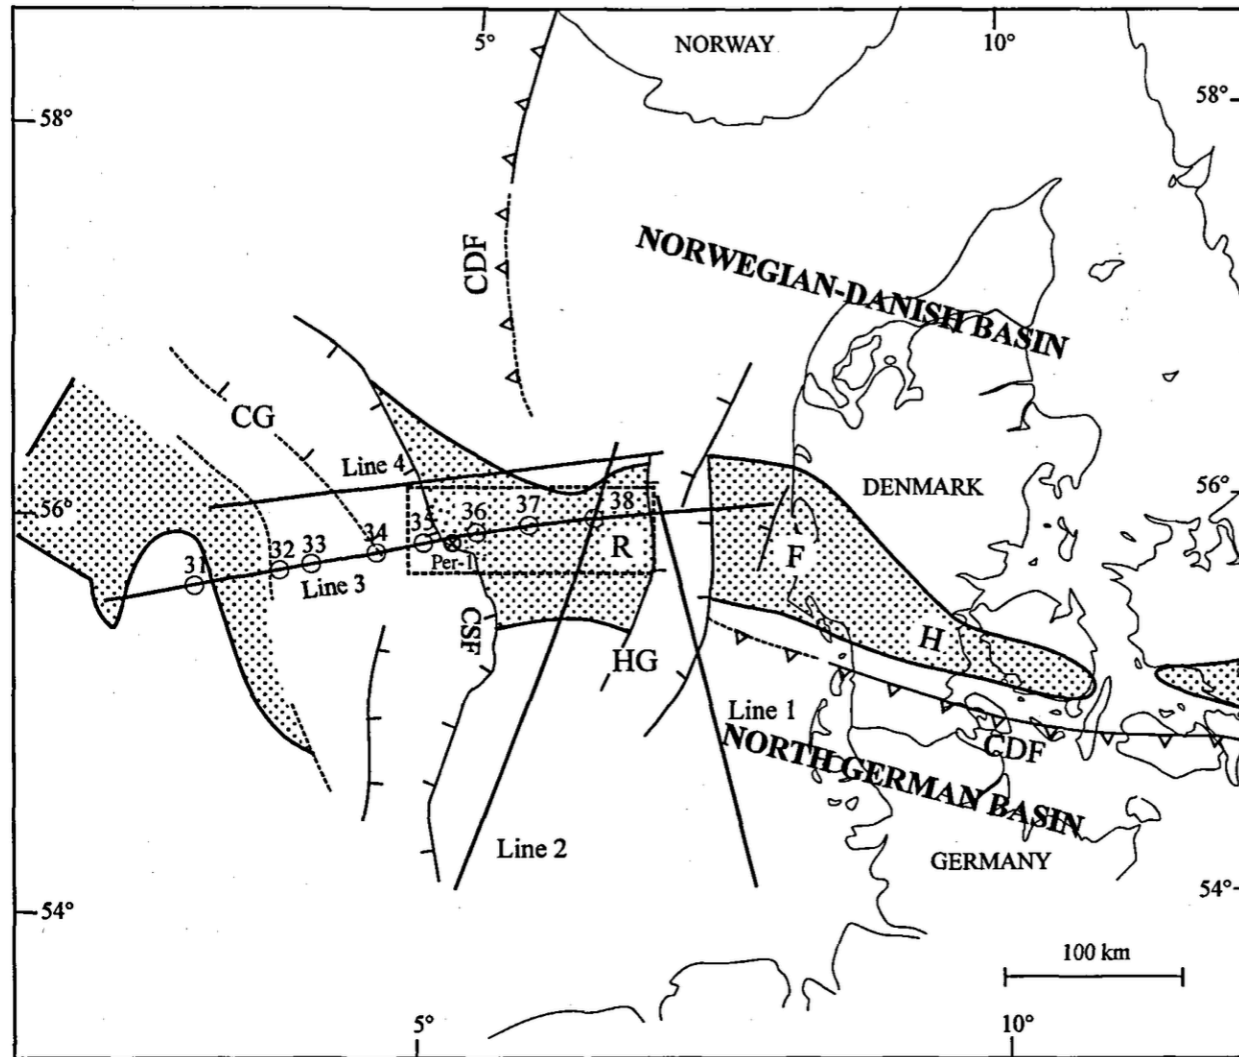 5°
NORWAY
10°
58°
58°
CDF
NORWEGIAN-DANISH BASIN
CG
Line 4
56°
56°
DENMARK
31
32
33
34
35
36
37
38
Per-1
R
F
Line 3
CSF
H
HG
Line 1
CDF
NORTH GERMAN BASIN
Line 2
GERMANY
54°
54°
100 km
5°
10°